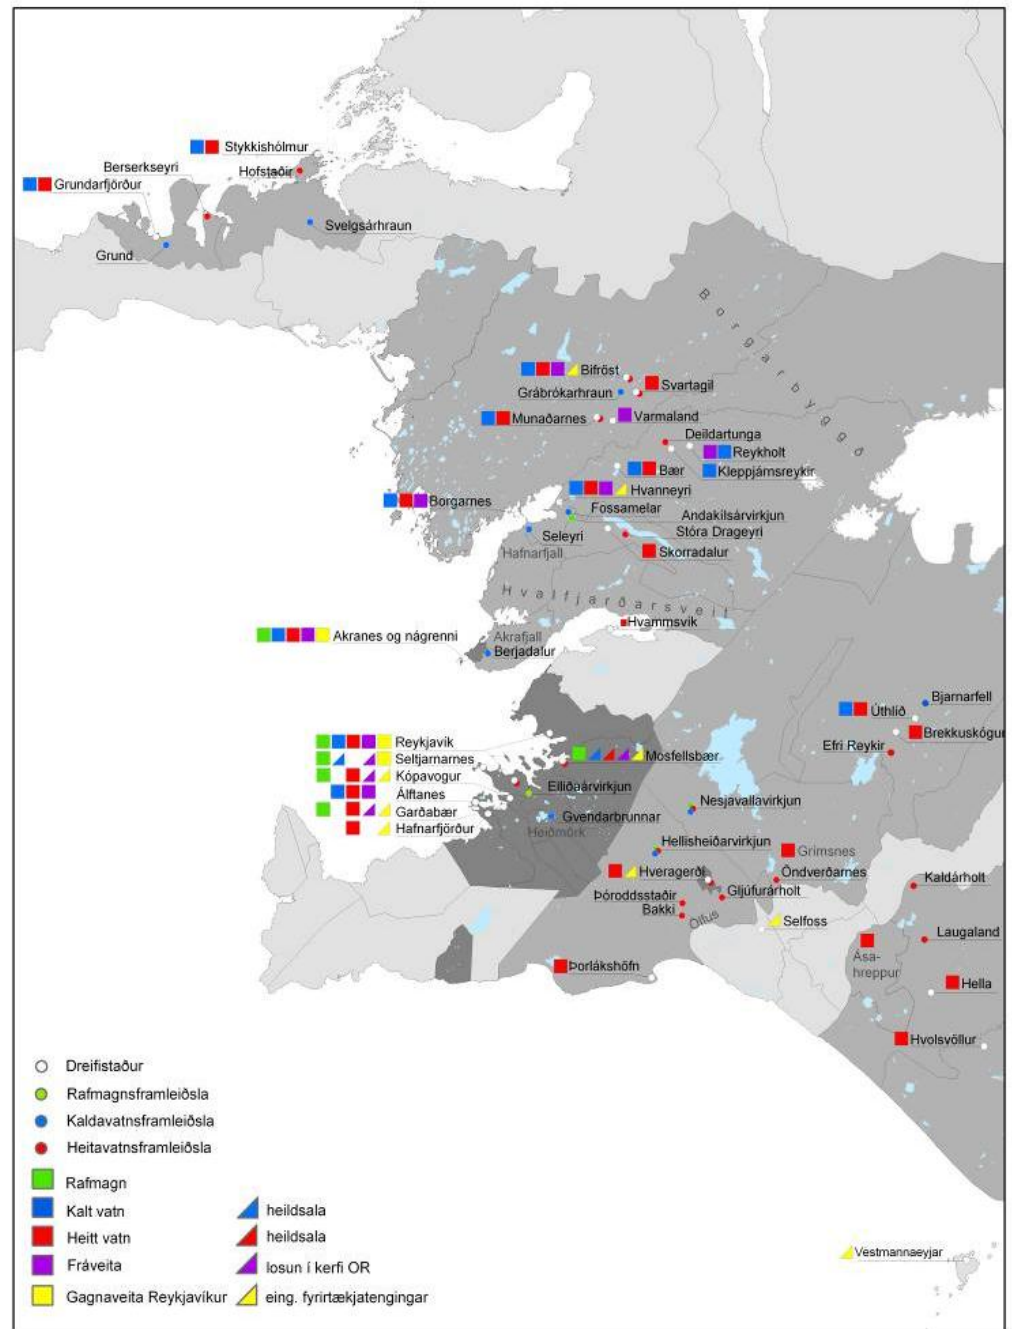 Stykkishólmur
Berserkseyri
Hofstaðir
Grundarfjörður
Svelgsárhraun
Grund
Borgarbyggð
Bifröst
Svartagil
Grábrókarhraun
Munaðarnes
Varmaland
Deildartunga
Reykholt
Bær
Kleppjárnsreykir
Hvanneyri
Borgarnes
Fossamelar
Andakílsárvirkjun
Seleyri
Stóra Drageyri
Hafnarfjall
Skorradalur
Hvalfjarðarsveit
Hvammsvík
Akranes og nágrenni
Akrafjall
Berjadalur
Bjarnarfell
Úthlíð
Brekkuskógur
Efri Reykir
Reykjavík
Seltjarnarnes
Mosfellsbær
Kópavogur
Álftanes
Elliðaárvirkjun
Nesjavallavirkjun
Garðabær
Gvendarbrunnar
Hafnarfjörður
Heiðmörk
Hellisheiðarvirkjun
Grímsnes
Hveragerði
Öndverðarnes
Kaldárholt
Þóroddsstaðir
Gljúfurárholt
Bakki
Ölfus
Selfoss
Laugaland
Ása-
hreppur
Þorlákshöfn
Hella
Hvolsvöllur
Dreifistaður
Rafmagnsframleiðsla
Kaldavatnsframleiðsla
Heitavatnsframleiðsla
Rafmagn
Kalt vatn
heildsala
Heitt vatn
heildsala
Fráveita
losun í kerfi OR
Gagnaveita Reykjavíkur
eing. fyrirtækjatengingar
Vestmannaeyjar